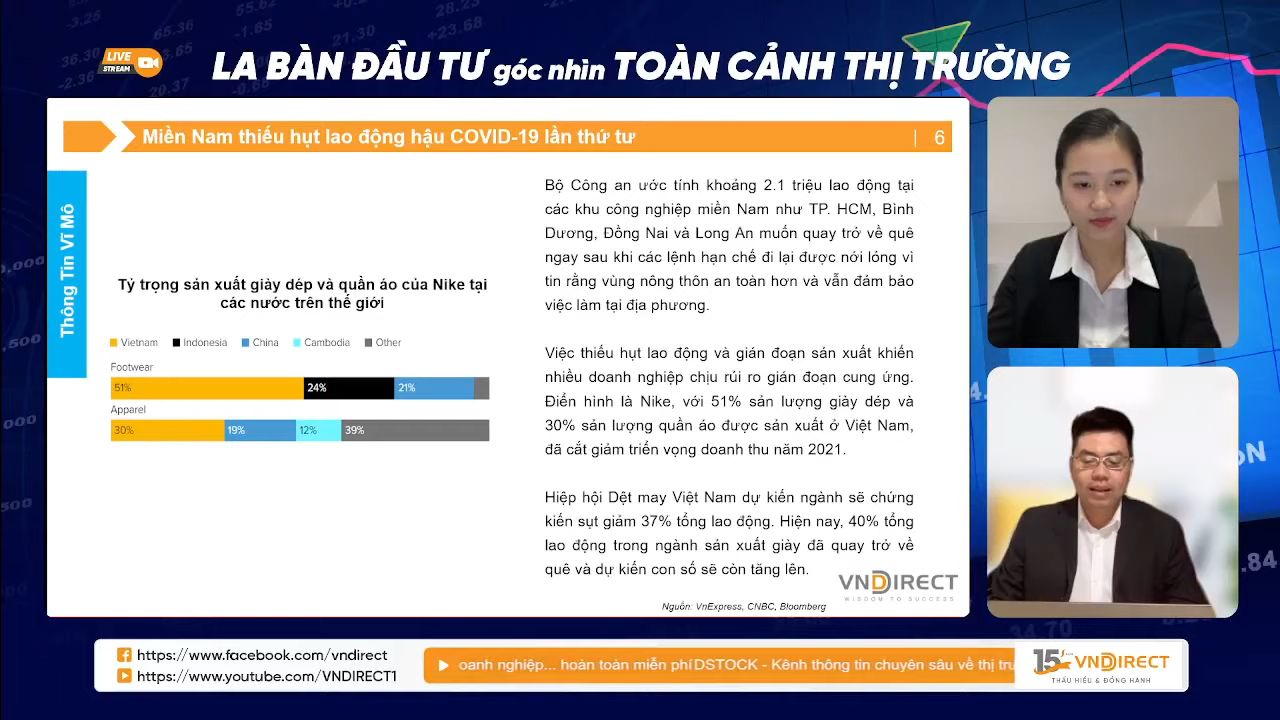 LIVE
STREAM
LA BÀN ĐẦU TƯ góc nhìn TOÀN CẢNH THỊ TRƯỜNG
Miền Nam thiếu hụt lao động hậu COVID-19 lần thứ tư
| 6
Thông Tin Vĩ Mô
Tỷ trọng sản xuất giày dép và quần áo của Nike tại
các nước trên thế giới
Vietnam Indonesia China Cambodia Other
Footwear
51% 24% 21%
Apparel
30% 19% 12% 39%
Bộ Công an ước tính khoảng 2.1 triệu lao động tại
các khu công nghiệp miền Nam như TP. HCM, Bình
Dương, Đồng Nai và Long An muốn quay trở về quê
ngay sau khi các lệnh hạn chế đi lại được nới lỏng vì
tin rằng vùng nông thôn an toàn hơn và vẫn đảm bảo
việc làm tại địa phương.
Việc thiếu hụt lao động và gián đoạn sản xuất khiến
nhiều doanh nghiệp chịu rủi ro gián đoạn cung ứng.
Điển hình là Nike, với 51% sản lượng giày dép và
30% sản lượng quần áo được sản xuất ở Việt Nam,
đã cắt giảm triển vọng doanh thu năm 2021.
Hiệp hội Dệt may Việt Nam dự kiến ngành sẽ chứng
kiến sụt giảm 37% tổng lao động. Hiện nay, 40% tổng
lao động trong ngành sản xuất giày đã quay trở về
quê và dự kiến con số sẽ còn tăng lên.
VNDIRECT
WISDOM TO SUCCESS
Nguồn: VnExpress, CNBC, Bloomberg
https://www.facebook.com/vndirect
https://www.youtube.com/VNDIRECT1
oanh nghiệp... hoàn toàn miễn phí DSTOCK - Kênh thông tin chuyên sâu về thị trư
15 VNDIRECT
THẤU HIỂU & ĐỒNG HÀNH